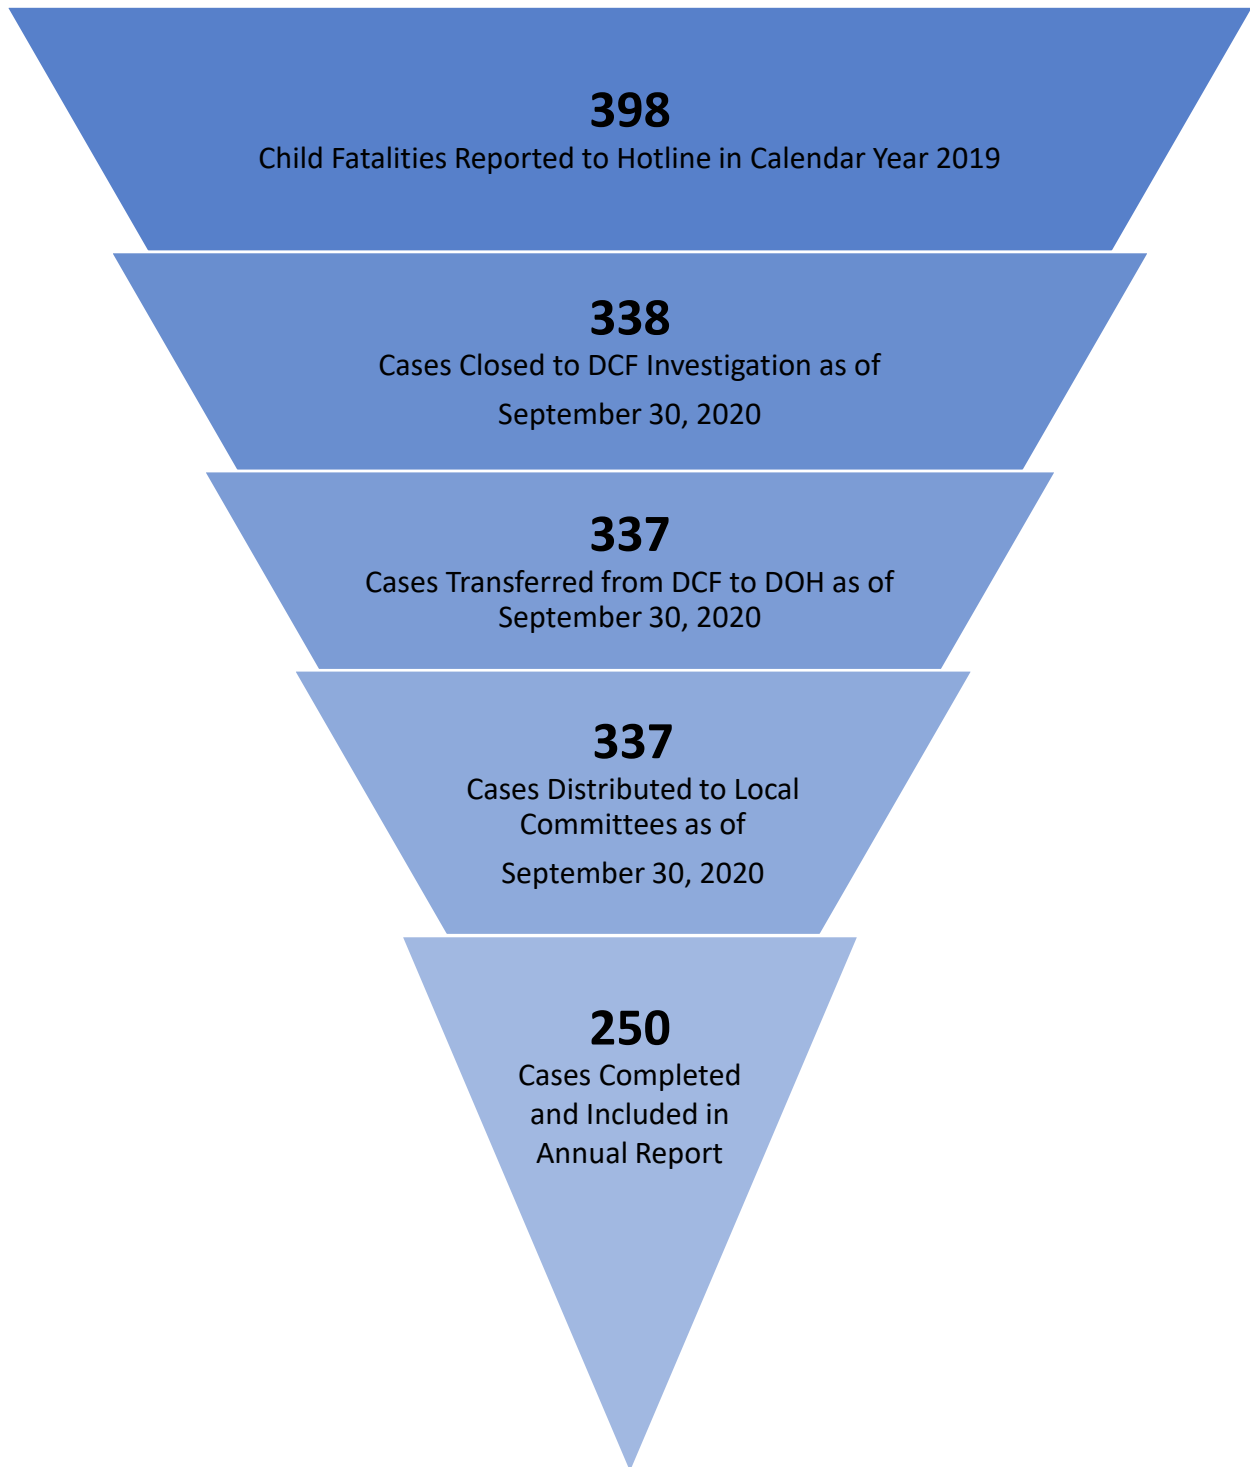 398
Child Fatalities Reported to Hotline in Calendar Year 2019
338
Cases Closed to DCF Investigation as of
September 30, 2020
337
Cases Transferred from DCF to DOH as of
September 30, 2020
337
Cases Distributed to Local
Committees as of
September 30, 2020
250
Cases Completed
and Included in
Annual Report